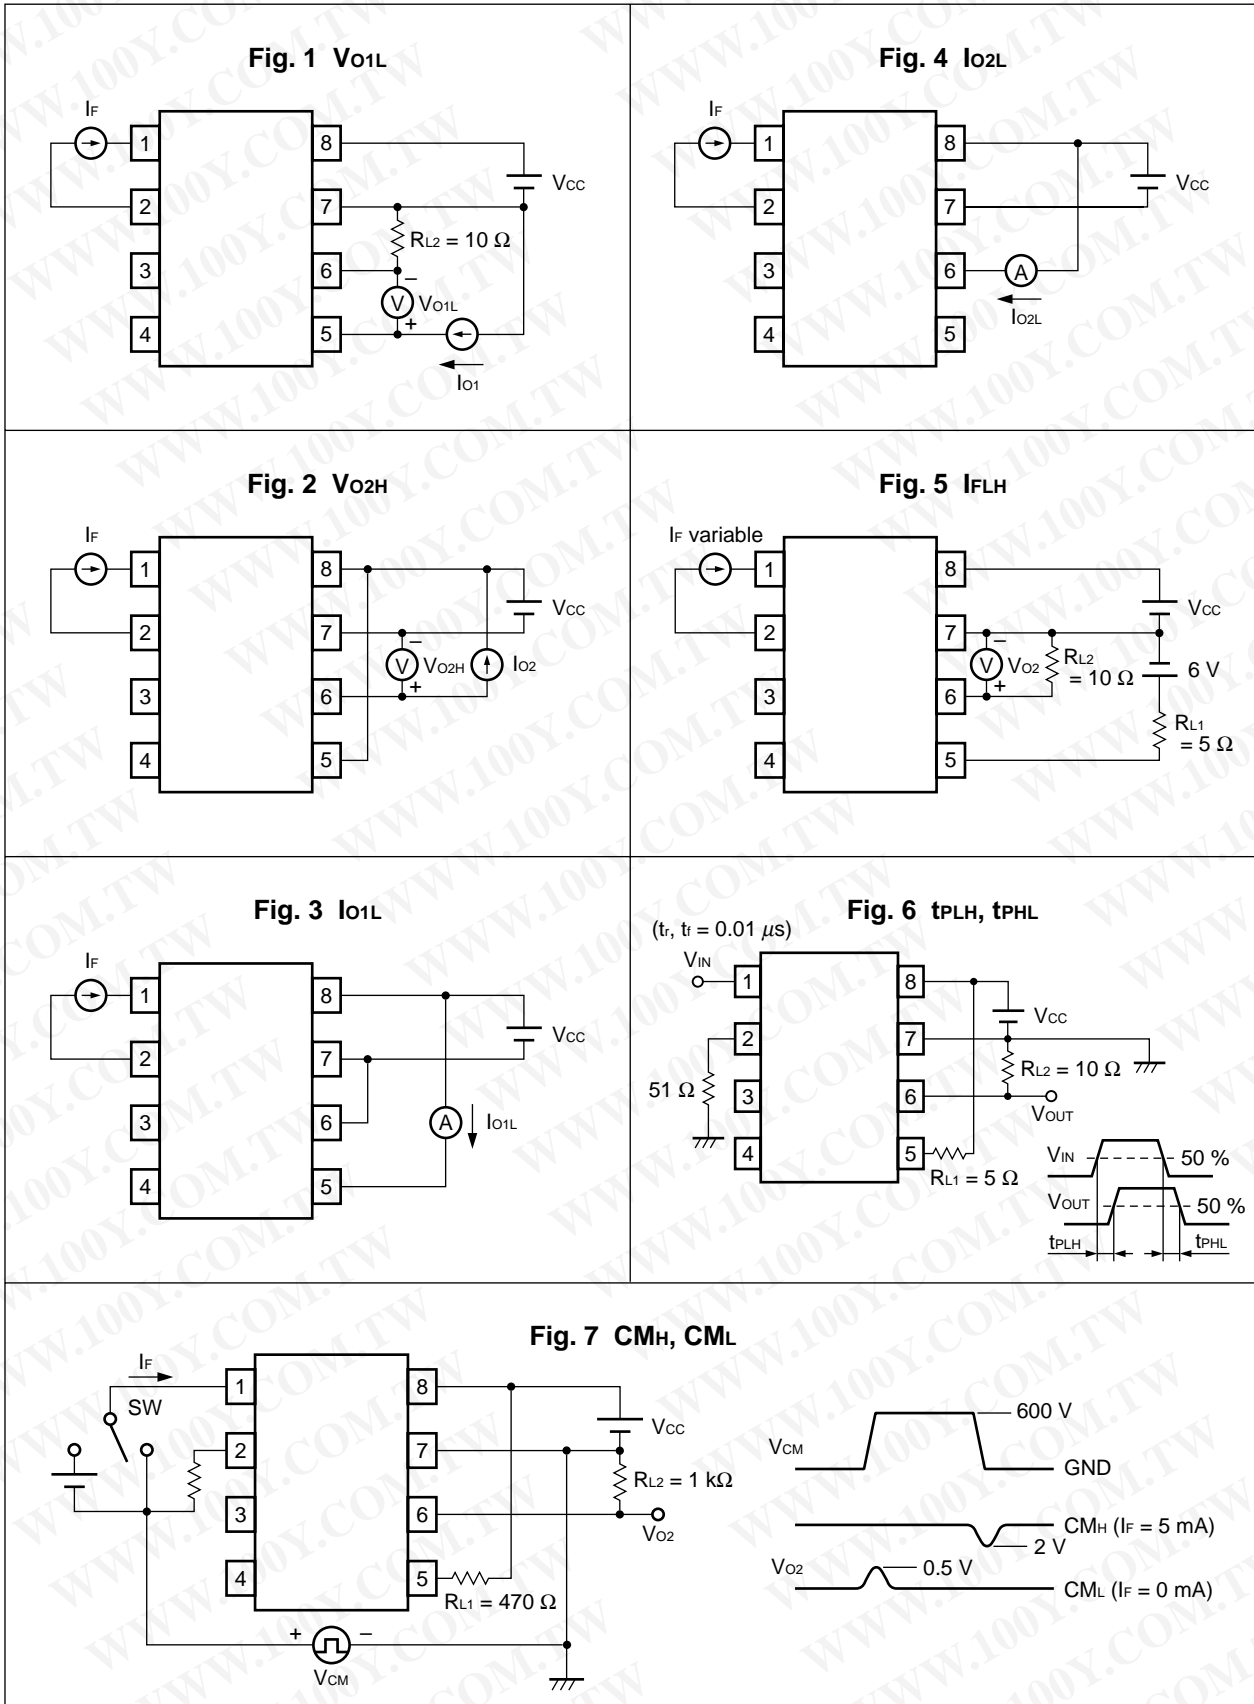 Fig. 1 VO1L
IF
1
2
3
4
8
7
6
5
VCC
RL2 = 10 Ω
–
V
VO1L
+
IO1
Fig. 4 IO2L
IF
1
2
3
4
8
7
6
5
VCC
A
IO2L
Fig. 2 VO2H
IF
1
2
3
4
8
7
6
5
VCC
–
V
VO2H
+
IO2
Fig. 5 IFLH
IF variable
1
2
3
4
8
7
6
5
VCC
–
V
VO2
+
RL2
= 10 Ω
6 V
RL1
= 5 Ω
Fig. 3 IO1L
IF
1
2
3
4
8
7
6
5
VCC
A
IO1L
Fig. 6 tPLH, tPHL
(tr, tf = 0.01 μs)
VIN
1
2
3
4
51 Ω
8
7
6
5
VCC
RL2 = 10 Ω
VOUT
RL1 = 5 Ω
VIN
50 %
VOUT
50 %
tPLH
tPHL
Fig. 7 CMH, CML
IF
SW
1
2
3
4
8
7
6
5
VCC
RL2 = 1 kΩ
VO2
RL1 = 470 Ω
+
–
VCM
VCM
600 V
GND
CMH (IF = 5 mA)
2 V
VO2
0.5 V
CML (IF = 0 mA)
WWW.100Y.COM.TW